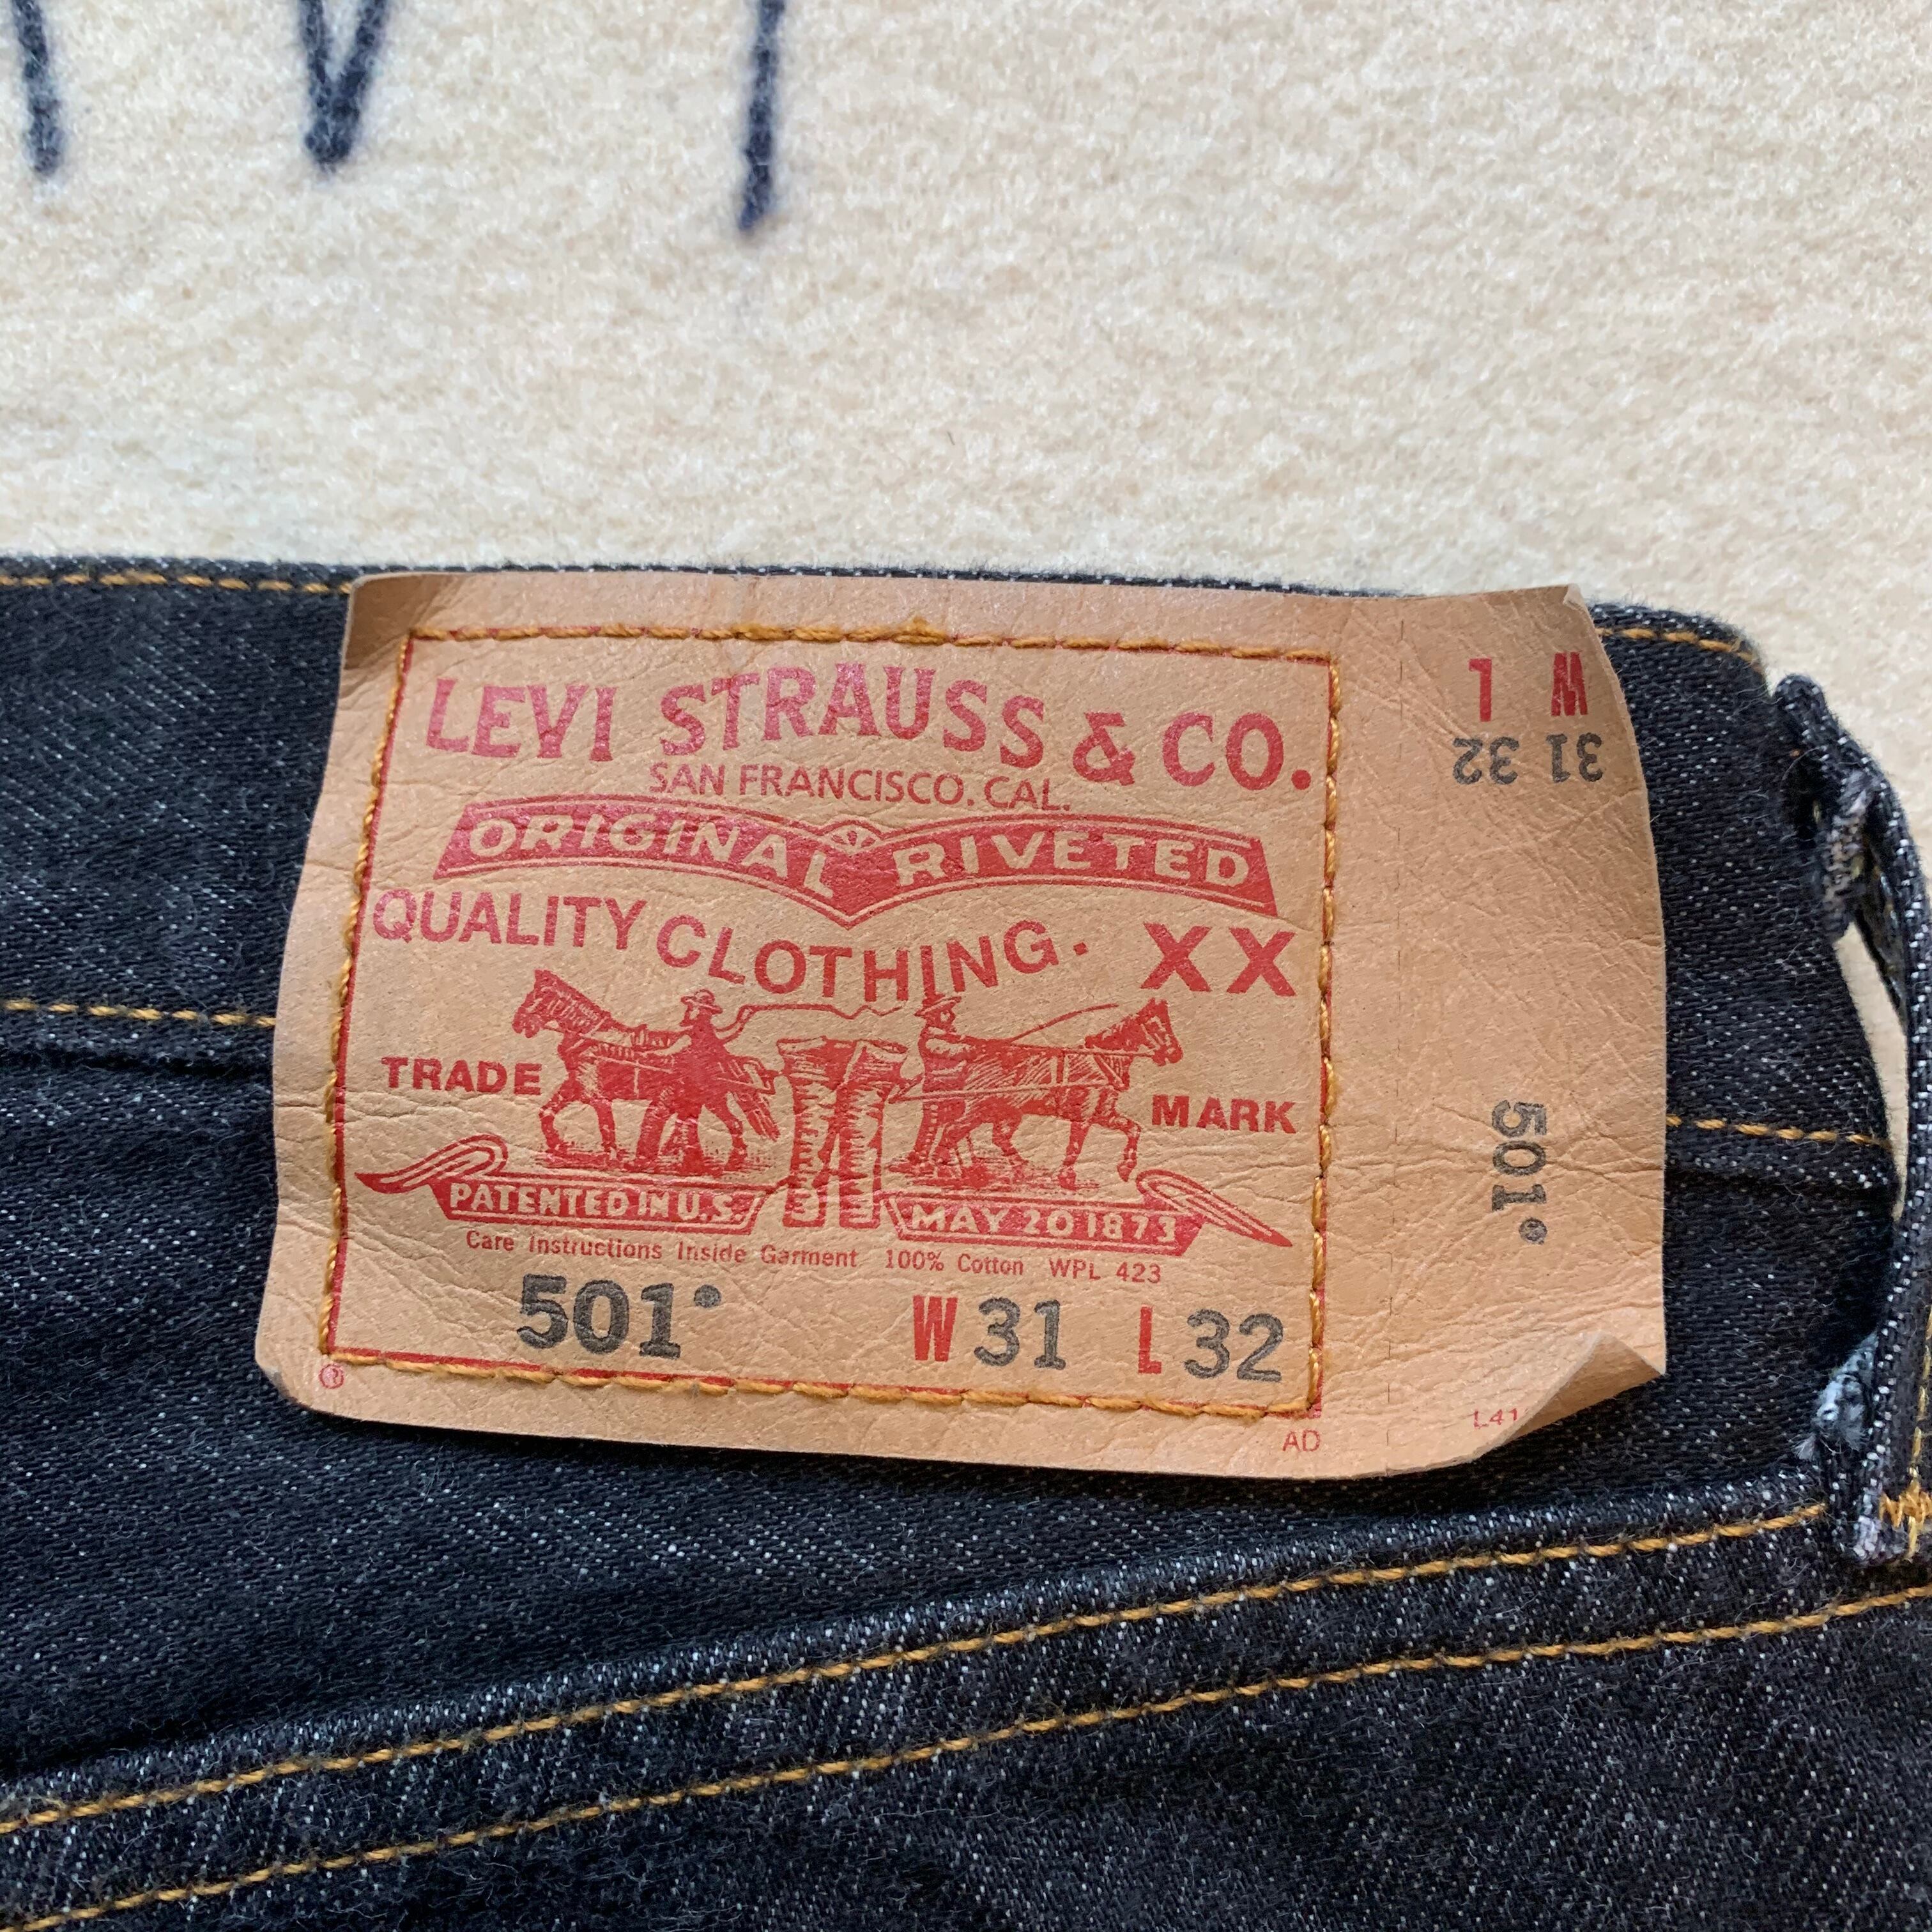 LEVI STRAUSS & CO.
SAN FRANCISCO. CAL.
ORIGINAL RIVETED
QUALITY CLOTHING. XX
TRADE MARK
PATENTED IN U.S. MAY 20 1873
Care Instructions Inside Garment 100% Cotton WPL 423
501®
W 31 L 32
®
AD
W L
31 32
501®
L41